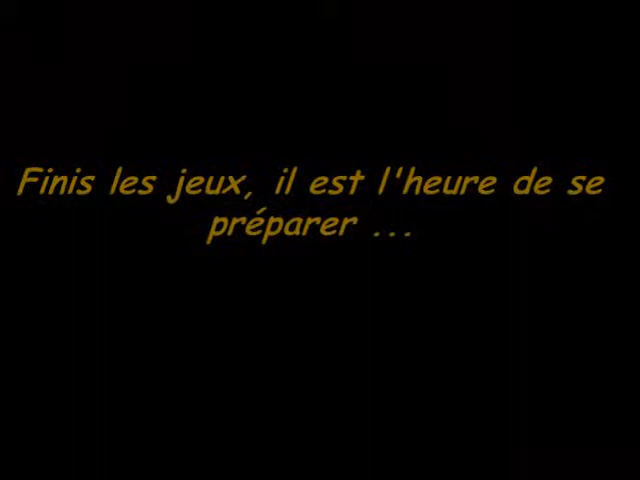 Finis les jeux, il est l'heure de se
préparer ...